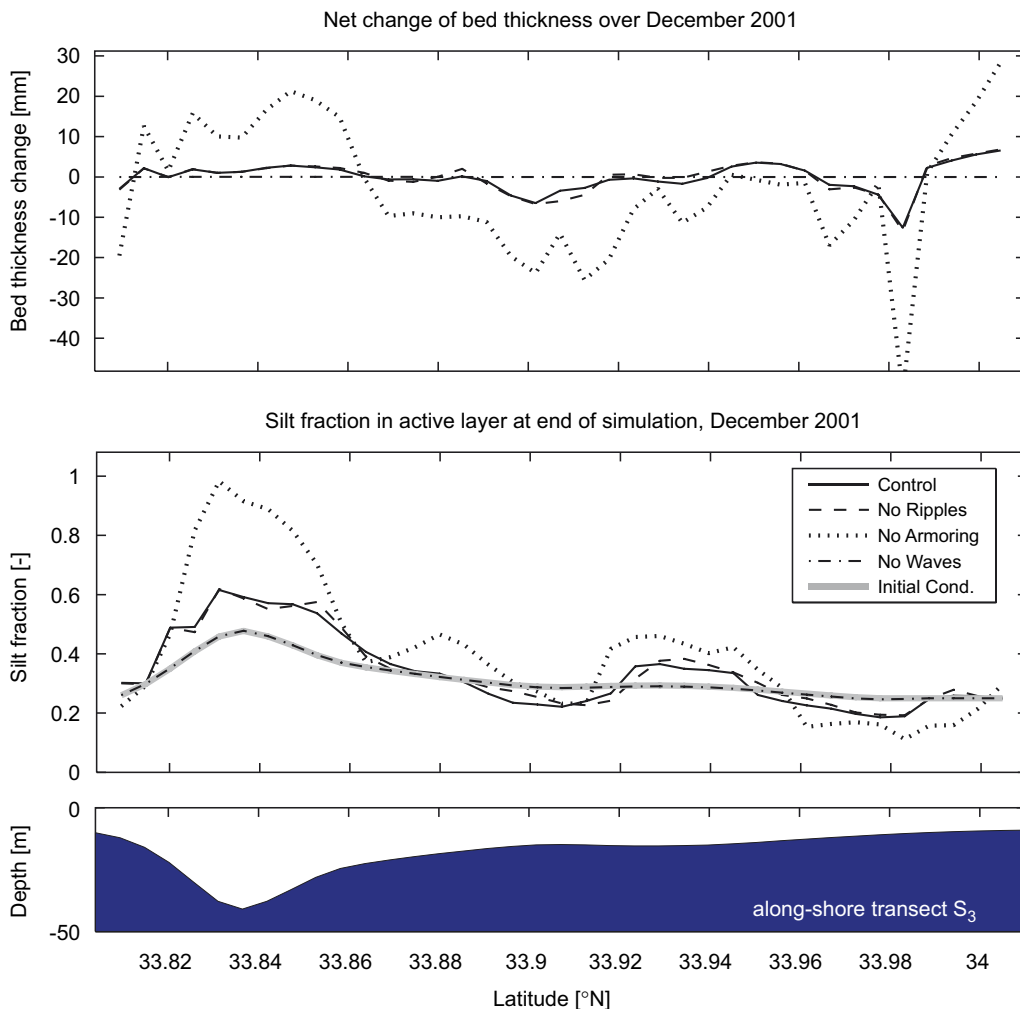 Net change of bed thickness over December 2001
Bed thickness change [mm]
30
20
10
0
-10
-20
-30
-40
Silt fraction in active layer at end of simulation, December 2001
Silt fraction [-]
1
0.8
0.6
0.4
0.2
0
Control
No Ripples
No Armoring
No Waves
Initial Cond.
Depth [m]
0
-50
along-shore transect S3
33.82 33.84 33.86 33.88 33.9 33.92 33.94 33.96 33.98 34
Latitude [°N]